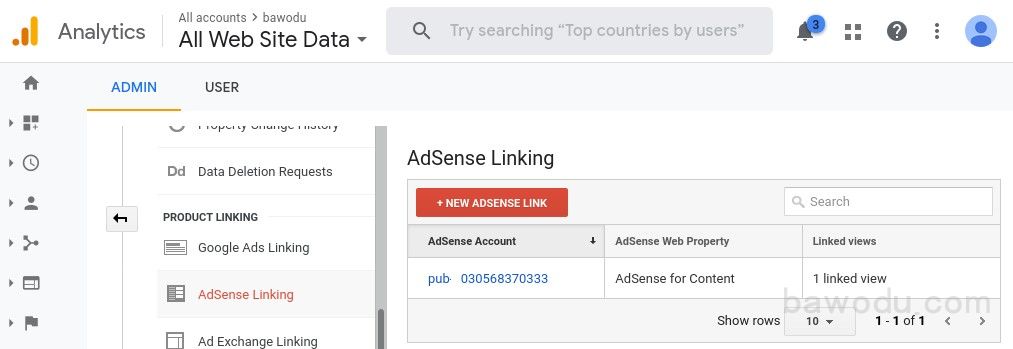 Analytics
All accounts > bawodu
All Web Site Data
Try searching “Top countries by users”
3
ADMIN
USER
Property Change History
Dd Data Deletion Requests
PRODUCT LINKING
Google Ads Linking
AdSense Linking
Ad Exchange Linking
AdSense Linking
+ NEW ADSENSE LINK
Search
AdSense Account
AdSense Web Property
Linked views
pub- 030568370333
AdSense for Content
1 linked view
bawodu.com
Show rows 10 1 - 1 of 1